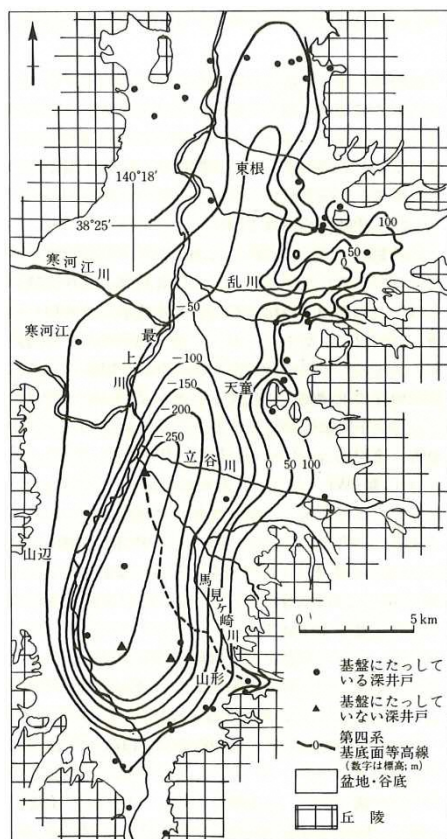 140°18′
38°25′
東根
寒河江川
乱川
寒河江
最上川
天童
立谷川
山辺
馬見ヶ崎川
山形
100
50
0
-50
-100
-150
-200
-250
0
50
100
0
5 km
基盤にたっして
いる深井戸
基盤にたっして
いない深井戸
0
第四系
基底面等高線
(数字は標高; m)
盆地・谷底
丘陵